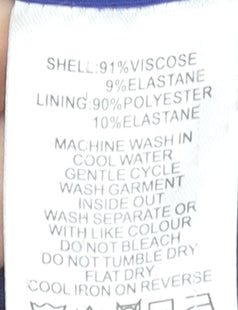 SHELL:91%VISCOSE
9%ELASTANE
LINING:90%POLYESTER
10%ELASTANE
MACHINE WASH IN
COOL WATER
GENTLE CYCLE
WASH GARMENT
INSIDE OUT
WASH SEPARATE OR
WITH LIKE COLOUR
DO NOT BLEACH
DO NOT TUMBLE DRY
FLAT DRY
COOL IRON ON REVERSE